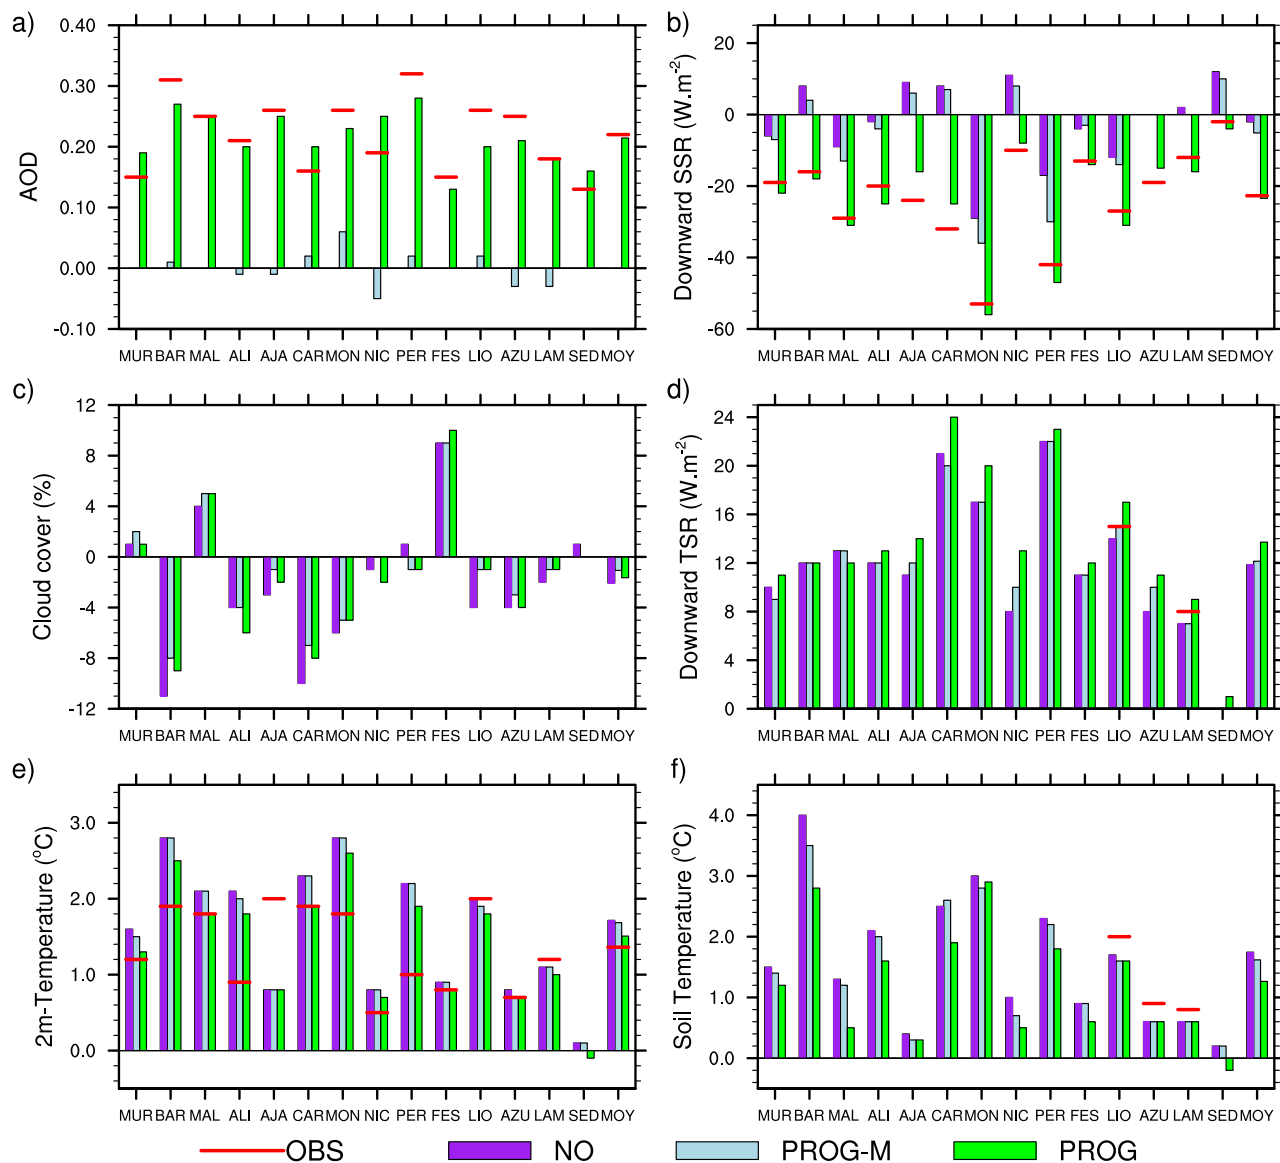 a)
0.40
0.30
0.20
0.10
0.00
-0.10
AOD
MUR BAR MAL ALI AJA CAR MON NIC PER FES LIO AZU LAM SED MOY
b)
20
0
-20
-40
-60
Downward SSR (W.m-2)
MUR BAR MAL ALI AJA CAR MON NIC PER FES LIO AZU LAM SED MOY
c)
12
8
4
0
-4
-8
-12
Cloud cover (%)
MUR BAR MAL ALI AJA CAR MON NIC PER FES LIO AZU LAM SED MOY
d)
24
20
16
12
8
4
0
Downward TSR (W.m-2)
MUR BAR MAL ALI AJA CAR MON NIC PER FES LIO AZU LAM SED MOY
e)
3.0
2.0
1.0
0.0
2m-Temperature (°C)
MUR BAR MAL ALI AJA CAR MON NIC PER FES LIO AZU LAM SED MOY
f)
4.0
3.0
2.0
1.0
0.0
Soil Temperature (°C)
MUR BAR MAL ALI AJA CAR MON NIC PER FES LIO AZU LAM SED MOY
OBS NO PROG-M PROG